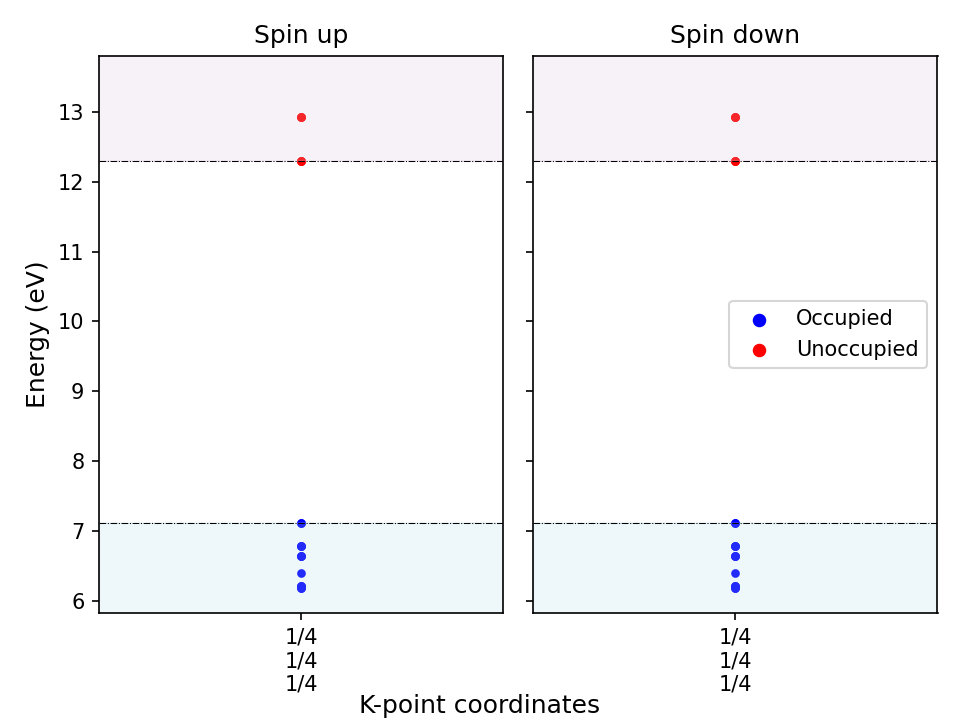 Spin up
Spin down
Energy (eV)
13
12
11
10
9
8
7
6
Occupied
Unoccupied
1/4
1/4
1/4
1/4
1/4
1/4
K-point coordinates